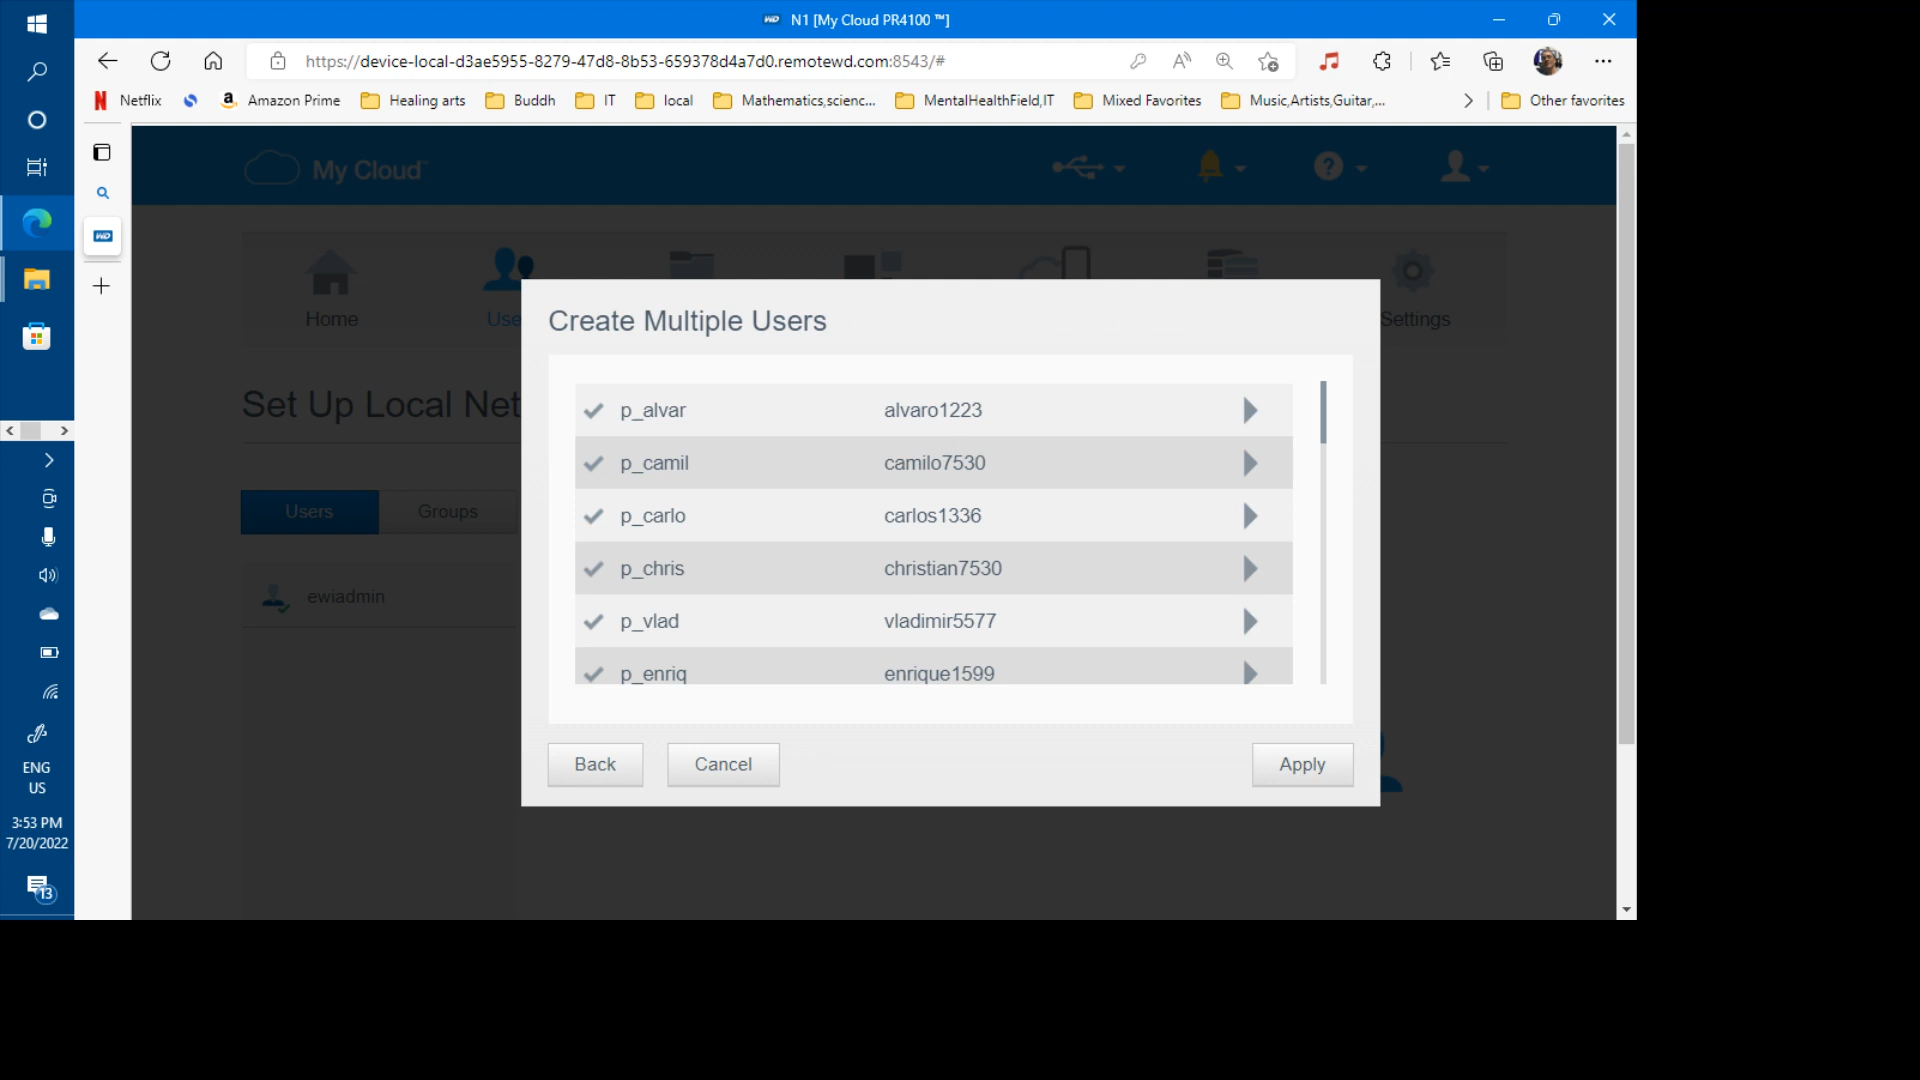 N1 [My Cloud PR4100 ™]
https://device-local-d3ae5955-8279-47d8-8b53-659378d4a7d0.remotewd.com:8543/#
Netflix
Amazon Prime
Healing arts
Buddh
IT
local
Mathematics,scienc...
MentalHealthField,IT
Mixed Favorites
Music,Artists,Guitar,...
Other favorites
My Cloud
Home
Use
Settings
Set Up Local Net
Users
Groups
ewiadmin
Create Multiple Users
p_alvar alvaro1223
p_camil camilo7530
p_carlo carlos1336
p_chris christian7530
p_vlad vladimir5577
p_enriq enrique1599
Back
Cancel
Apply
ENG
US
3:53 PM
7/20/2022
13